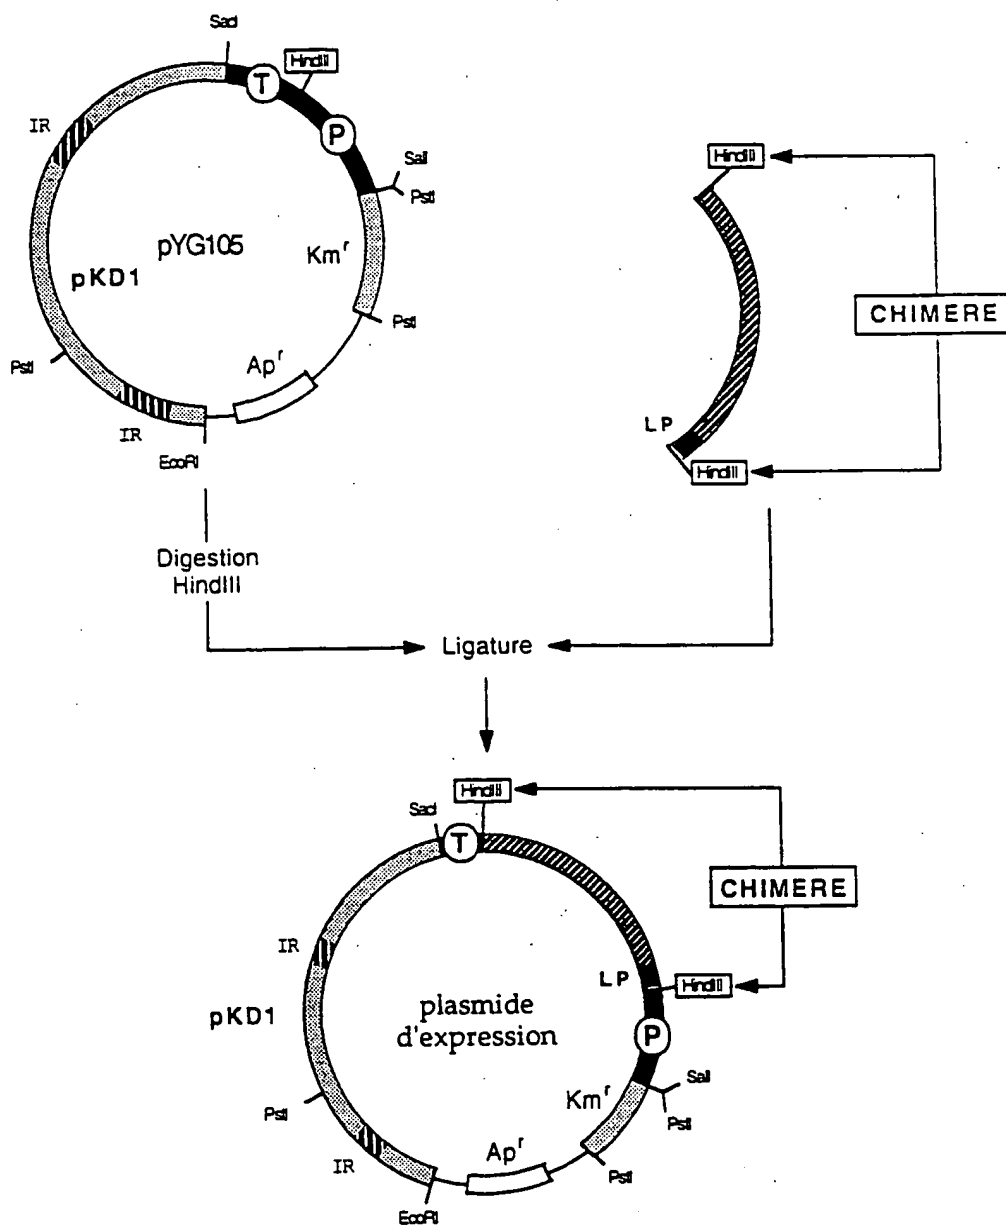 SacI
T
HindIII
P
IR
SalI
PstI
pYG105
Km^r
pKD1
PstI
PstI
Ap^r
IR
EcoRI
HindIII
CHIMERE
LP
HindIII
Digestion
HindIII
Ligature
HindIII
SacI
T
CHIMERE
IR
LP
HindIII
pKD1
plasmide
d'expression
P
SalI
Km^r
PstI
PstI
IR
Ap^r
PstI
EcoRI